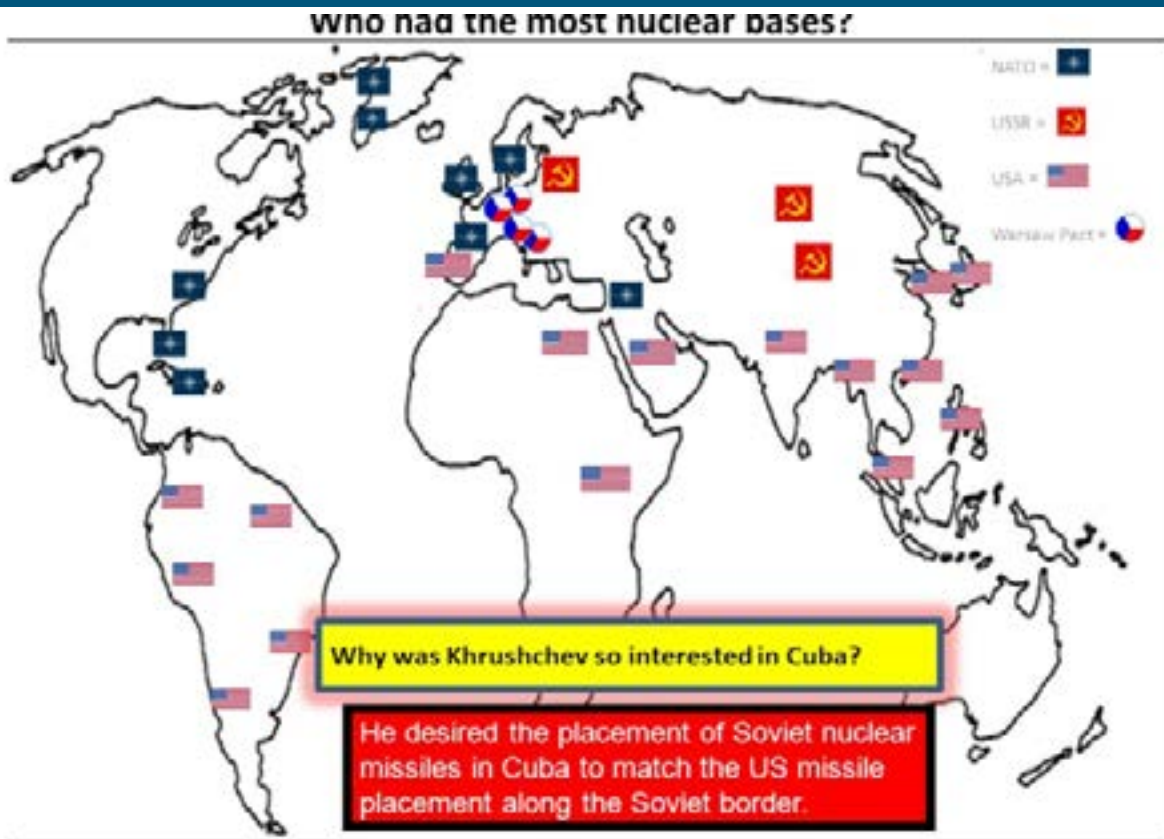 Who had the most nuclear bases?
NATO =
USSR =
USA =
Warsaw Pact =
Why was Khrushchev so interested in Cuba?
He desired the placement of Soviet nuclear
missiles in Cuba to match the US missile
placement along the Soviet border.